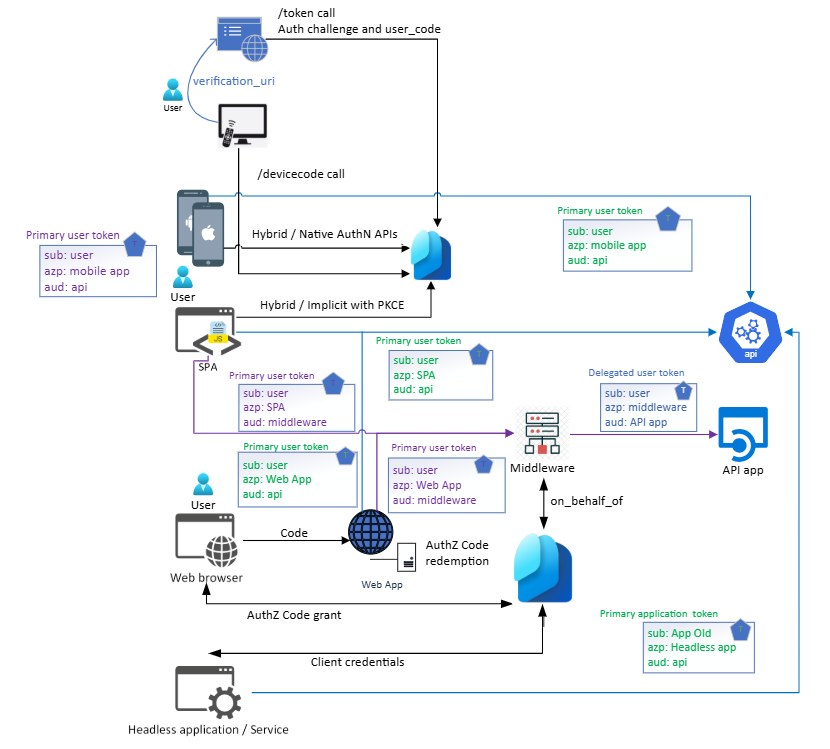 /token call
Auth challenge and user_code
verification_uri
User
/devicecode call
Primary user token
T
sub: user
azp: mobile app
aud: api
Hybrid / Native AuthN APIs
Primary user token
T
sub: user
azp: mobile app
aud: api
User
Hybrid / Implicit with PKCE
JS
SPA
api
Primary user token
T
sub: user
azp: SPA
aud: api
Primary user token
T
sub: user
azp: SPA
aud: middleware
Delegated user token
T
sub: user
azp: middleware
aud: API app
Primary user token
T
sub: user
azp: Web App
aud: api
Primary user token
T
sub: user
azp: Web App
aud: middleware
Middleware
API app
User
on_behalf_of
Code
AuthZ Code
redemption
Web browser
Web App
AuthZ Code grant
Primary application token
T
sub: App OId
azp: Headless app
aud: api
Client credentials
Headless application / Service